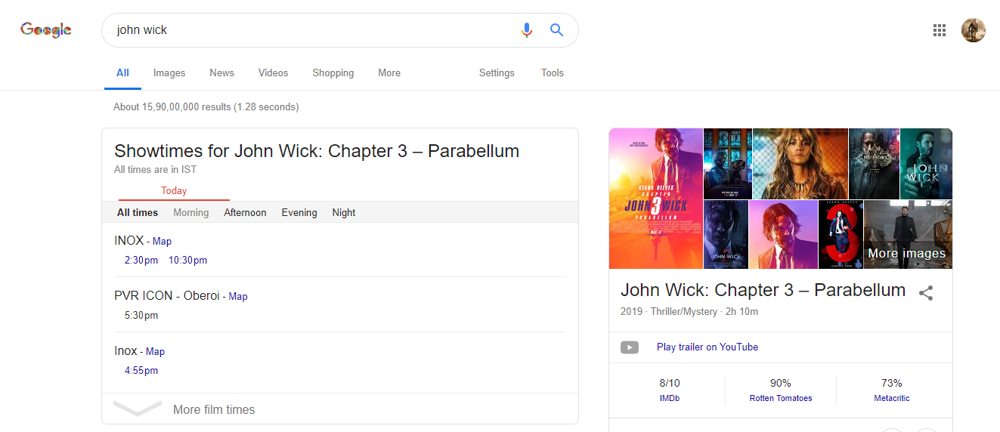 Google
john wick
All Images News Videos Shopping More Settings Tools
About 15,90,00,000 results (1.28 seconds)
Showtimes for John Wick: Chapter 3 – Parabellum
All times are in IST
Today
All times Morning Afternoon Evening Night
INOX - Map
2:30pm 10:30pm
PVR ICON - Oberoi - Map
5:30pm
Inox - Map
4:55pm
More film times
KEANU REEVES
CHAPTER
JOHN 3 WICK
PARABELLUM
JOHN
WICK
JOHN WICK
3
More images
John Wick: Chapter 3 – Parabellum
2019 · Thriller/Mystery · 2h 10m
Play trailer on YouTube
8/10 90% 73%
IMDb Rotten Tomatoes Metacritic